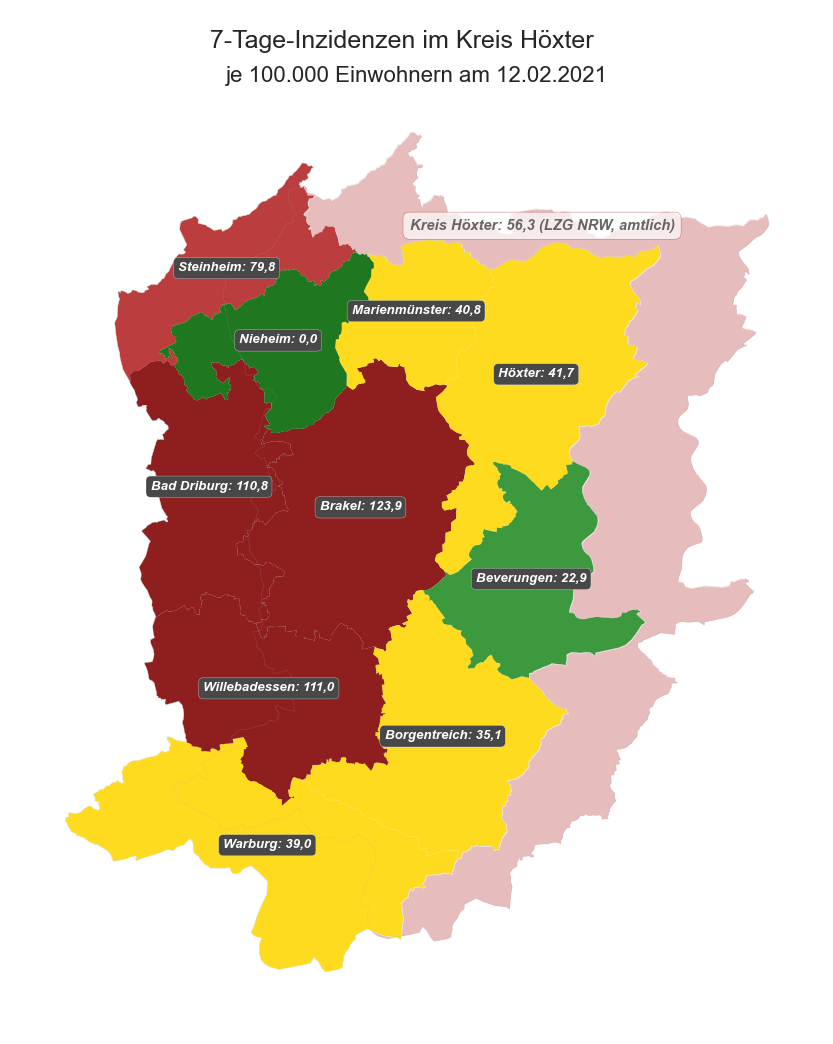 7-Tage-Inzidenzen im Kreis Höxter
je 100.000 Einwohnern am 12.02.2021
Kreis Höxter: 56,3 (LZG NRW, amtlich)
Steinheim: 79,8
Marienmünster: 40,8
Nieheim: 0,0
Höxter: 41,7
Bad Driburg: 110,8
Brakel: 123,9
Beverungen: 22,9
Willebadessen: 111,0
Borgentreich: 35,1
Warburg: 39,0